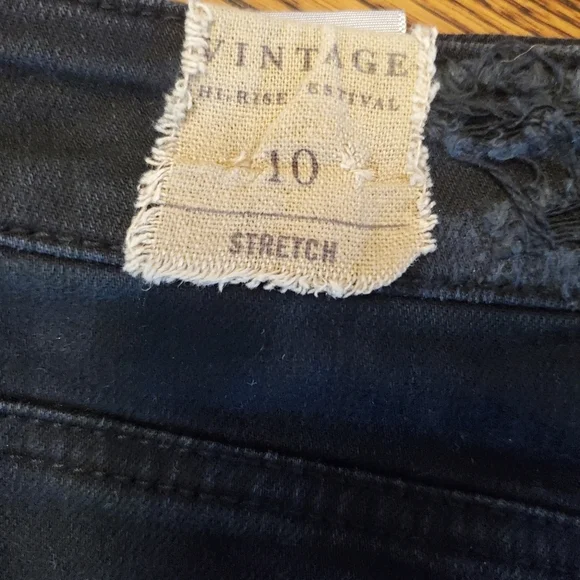 VINTAGE
HI-RISE ESTIVAL
10
STRETCH